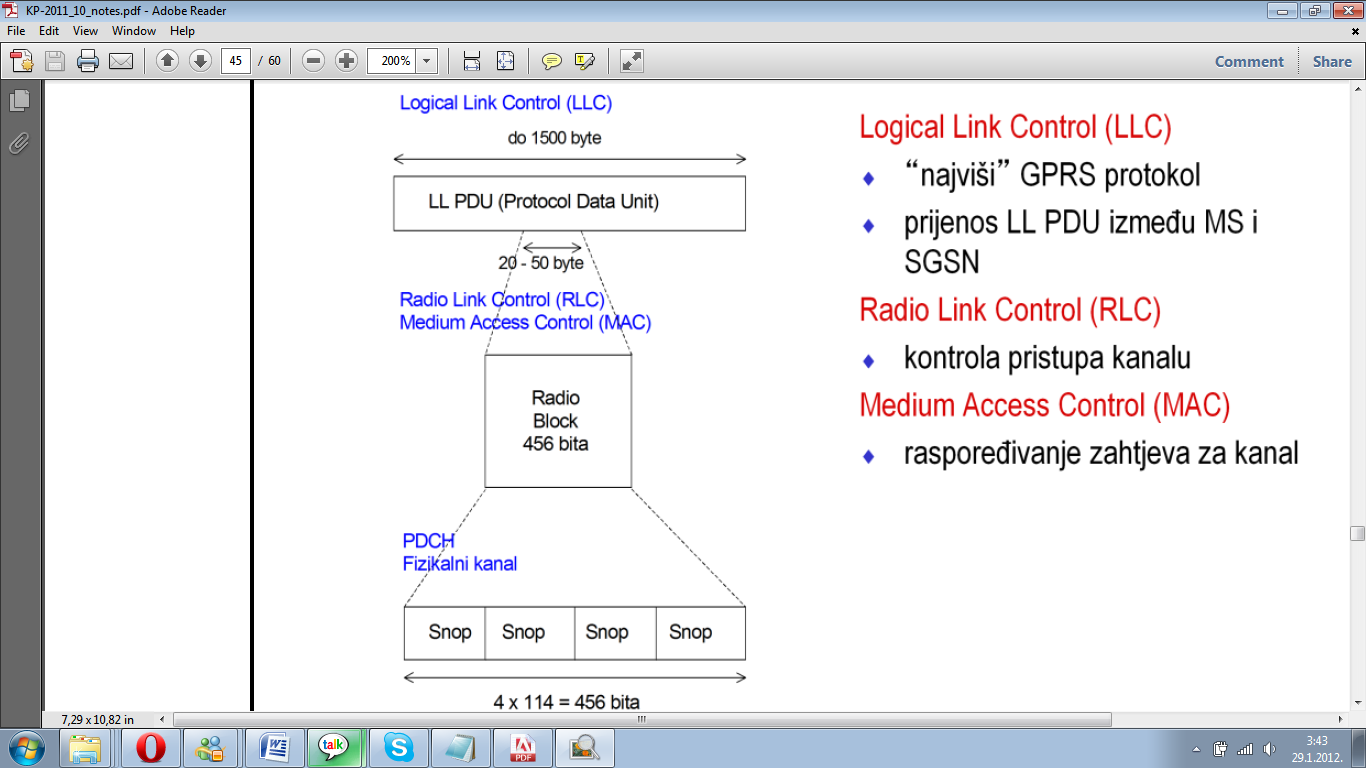 KP-2011_10_notes.pdf - Adobe Reader
File Edit View Window Help
45 / 60 200% Comment Share
Logical Link Control (LLC)
do 1500 byte
LL PDU (Protocol Data Unit)
20 - 50 byte
Radio Link Control (RLC)
Medium Access Control (MAC)
Radio
Block
456 bita
PDCH
Fizikalni kanal
Snop Snop Snop Snop
4 x 114 = 456 bita
Logical Link Control (LLC)
♦ “najviši” GPRS protokol
♦ prijenos LL PDU između MS i
SGSN
Radio Link Control (RLC)
♦ kontrola pristupa kanalu
Medium Access Control (MAC)
♦ raspoređivanje zahtjeva za kanal
7,29 x 10,82 in
W talk S PDF
3:43
29.1.2012.